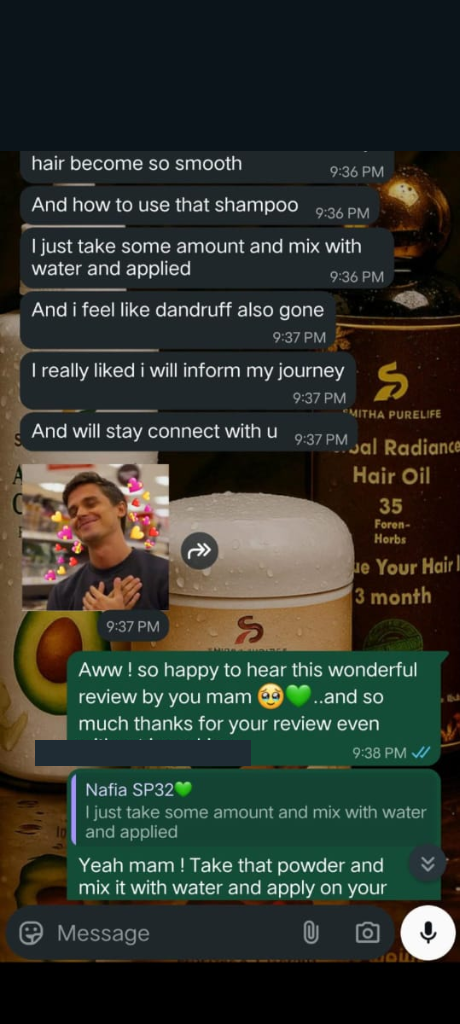 hair become so smooth
9:36 PM
And how to use that shampoo
9:36 PM
I just take some amount and mix with
water and applied
9:36 PM
And i feel like dandruff also gone
9:37 PM
I really liked i will inform my journey
9:37 PM
And will stay connect with u
9:37 PM
9:37 PM
MITHA PURELIFE
bal Radiance
Hair Oil
35
Foren-
Herbs
ue Your Hair
3 month
Aww ! so happy to hear this wonderful
review by you mam 🥹💚..and so
much thanks for your review even
9:38 PM
Nafia SP32💚
I just take some amount and mix with water
and applied
Yeah mam ! Take that powder and
mix it with water and apply on your
Message